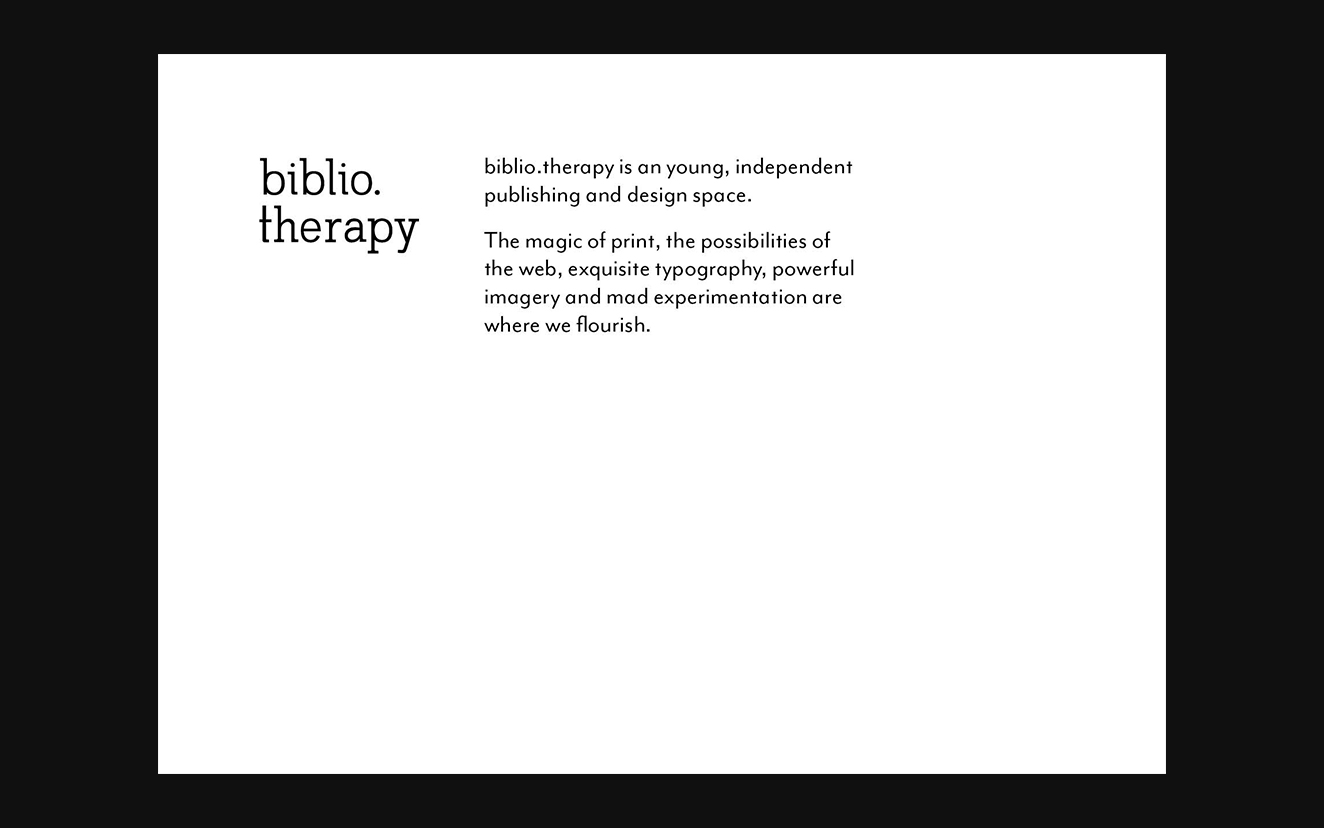 biblio.
therapy
biblio.therapy is an young, independent
publishing and design space.
The magic of print, the possibilities of
the web, exquisite typography, powerful
imagery and mad experimentation are
where we flourish.